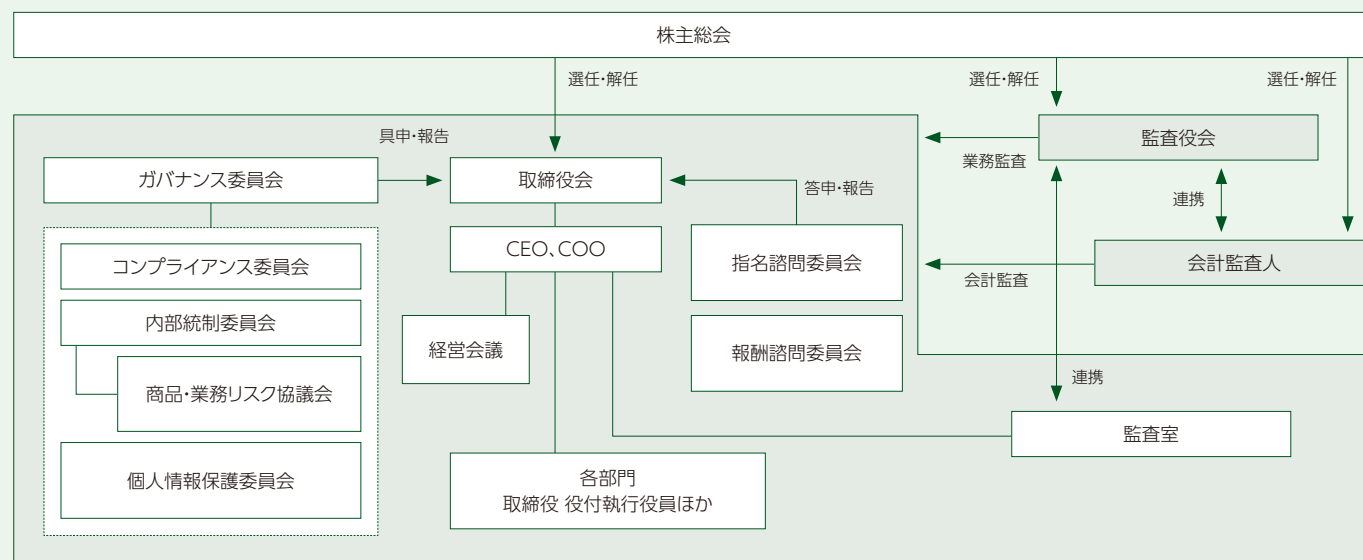 株主総会
選任・解任
選任・解任
選任・解任
監査役会
具申・報告
業務監査
ガバナンス委員会
取締役会
答申・報告
連携
CEO、COO
指名諮問委員会
会計監査人
会計監査
コンプライアンス委員会
内部統制委員会
経営会議
報酬諮問委員会
連携
商品・業務リスク協議会
監査室
個人情報保護委員会
各部門
取締役 役付執行役員ほか